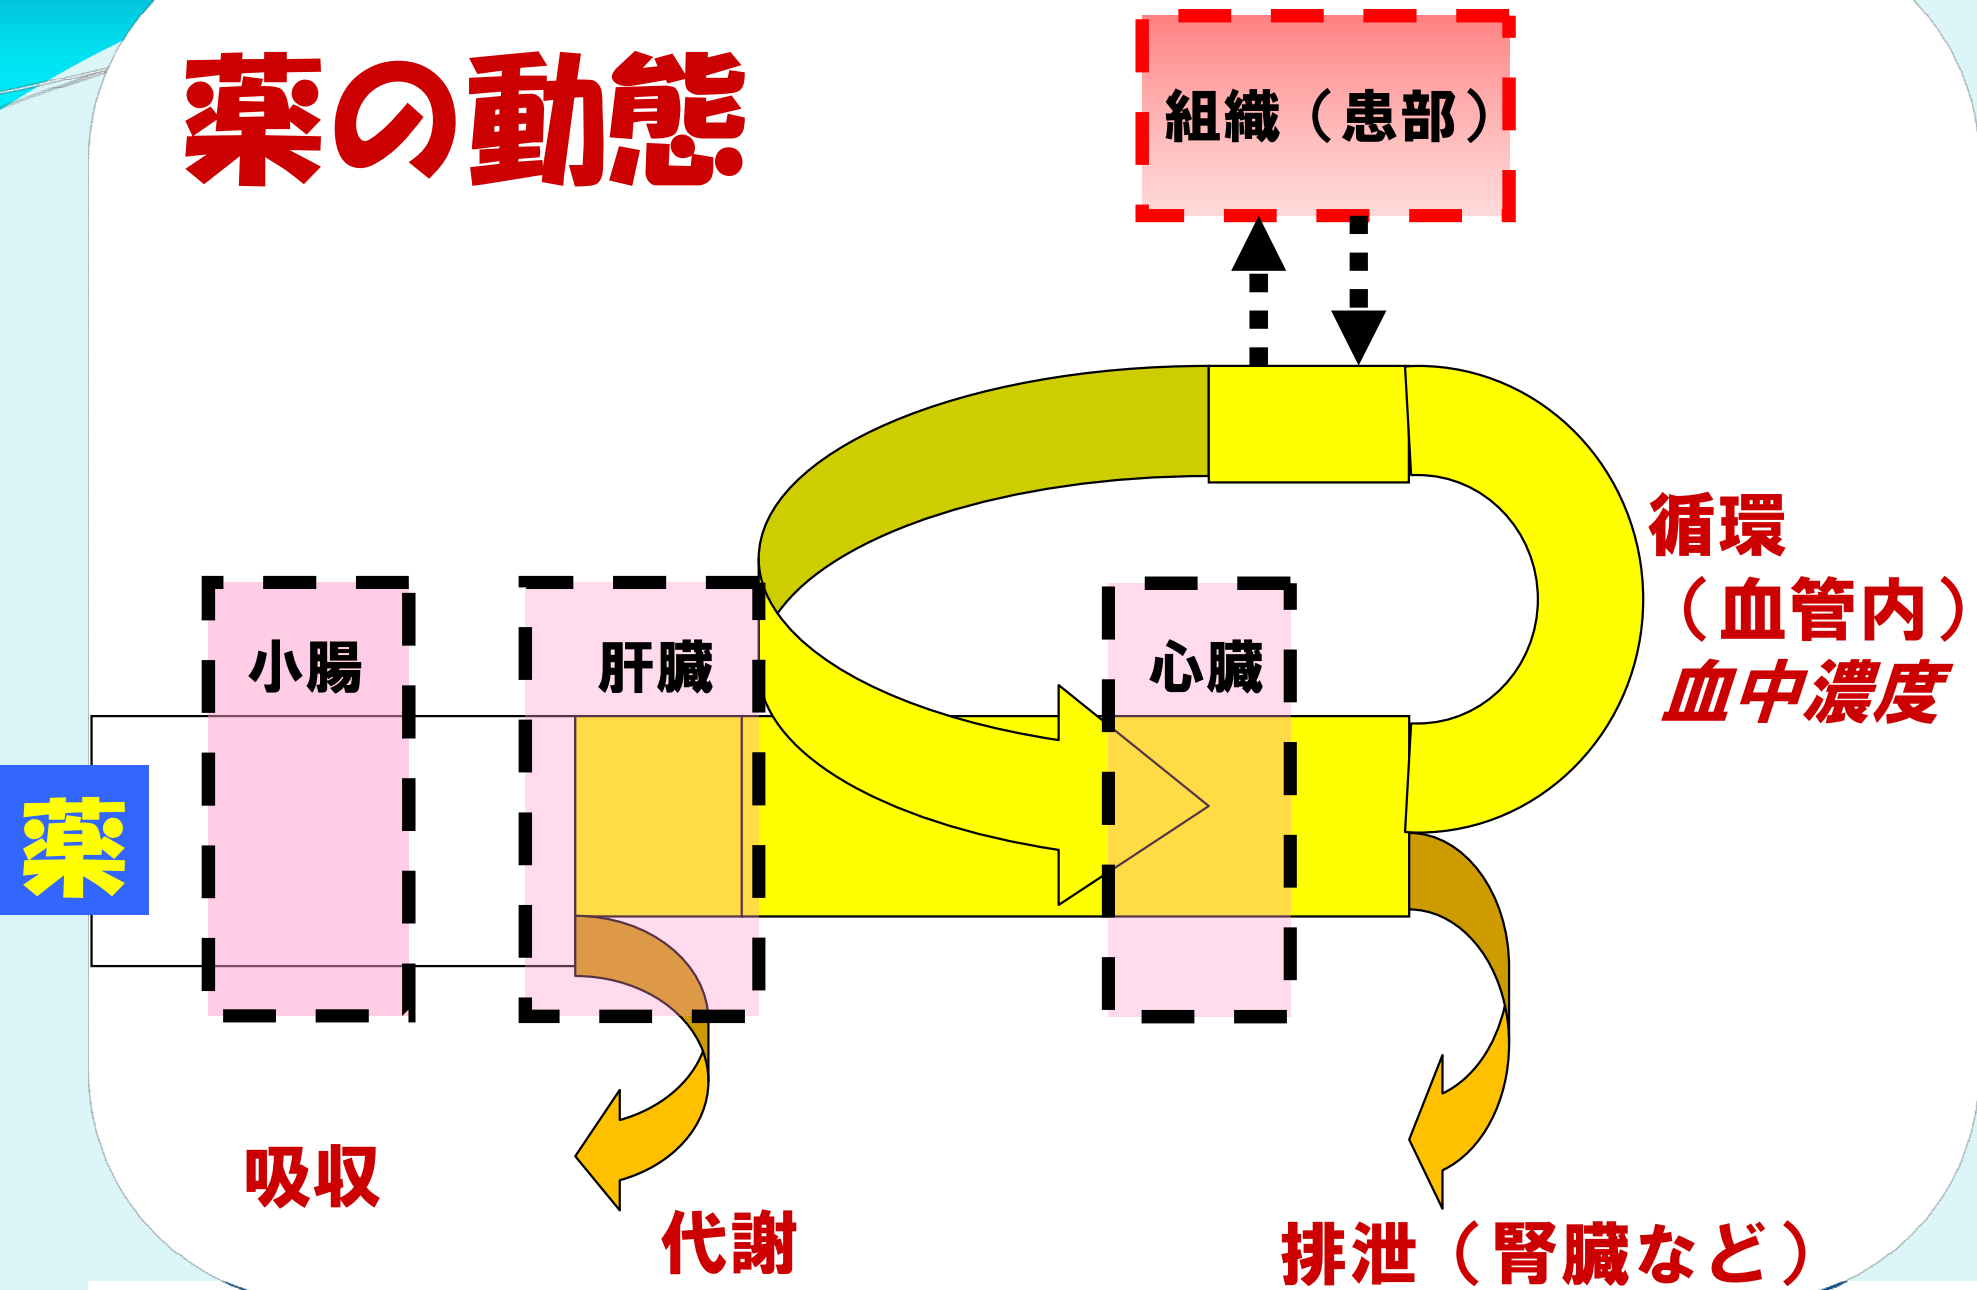 薬の動態
組織（患部）
循環
（血管内）
血中濃度
小腸
肝臓
心臓
薬
吸収
代謝
排泄（腎臓など）